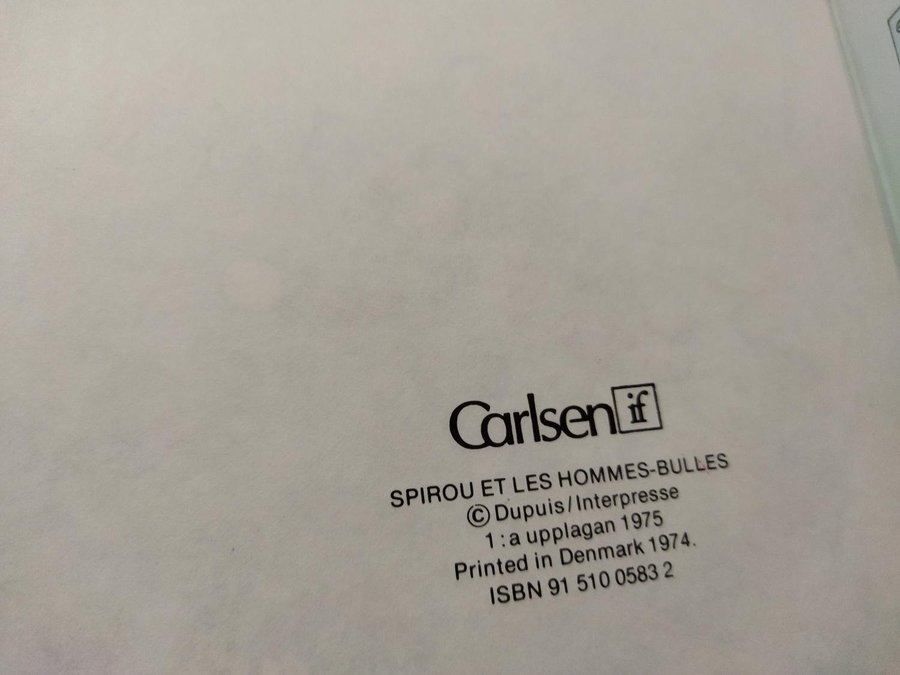 Carlsen if
SPIROU ET LES HOMMES-BULLES
© Dupuis/Interpresse
1:a upplagan 1975
Printed in Denmark 1974.
ISBN 91 510 0583 2